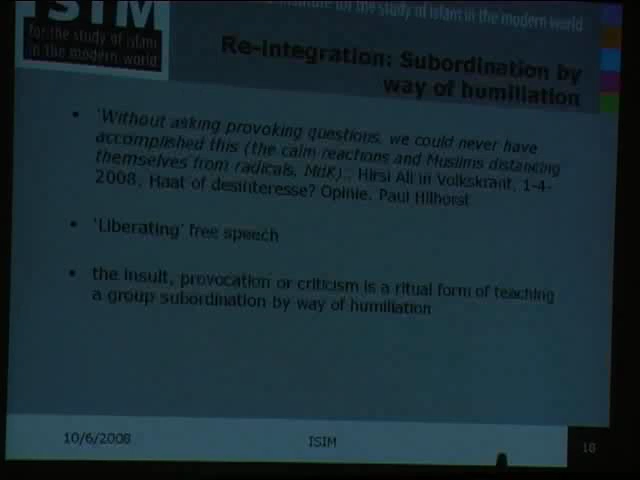 ISIM
for the study of islam
in the modern world
institute for the study of islam in the modern world
Re-integration: Subordination by
way of humiliation
• 'Without asking provoking questions, we could never have
accomplished this (the calm reactions and Muslims distancing
themselves from radicals, MdK)., Hirsi Ali in Volkskrant, 1-4-
2008, Haat of desinteresse? Opinie, Paul Hilhorst
• 'Liberating' free speech
• the insult, provocation or criticism is a ritual form of teaching
a group subordination by way of humiliation
10/6/2008
ISIM
18